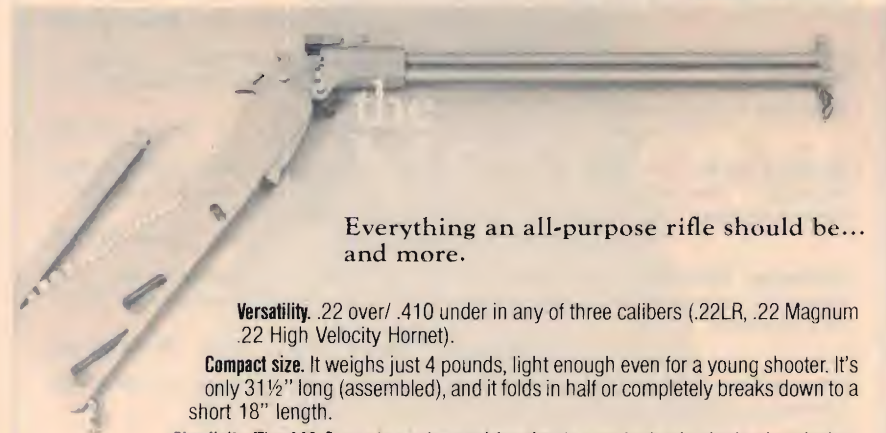 the
Everything an all-purpose rifle should be...
and more.
Versatility. .22 over/ .410 under in any of three calibers (.22LR, .22 Magnum
.22 High Velocity Hornet).
Compact size. It weighs just 4 pounds, light enough even for a young shooter. It's
only 31½" long (assembled), and it folds in half or completely breaks down to a
short 18" length.